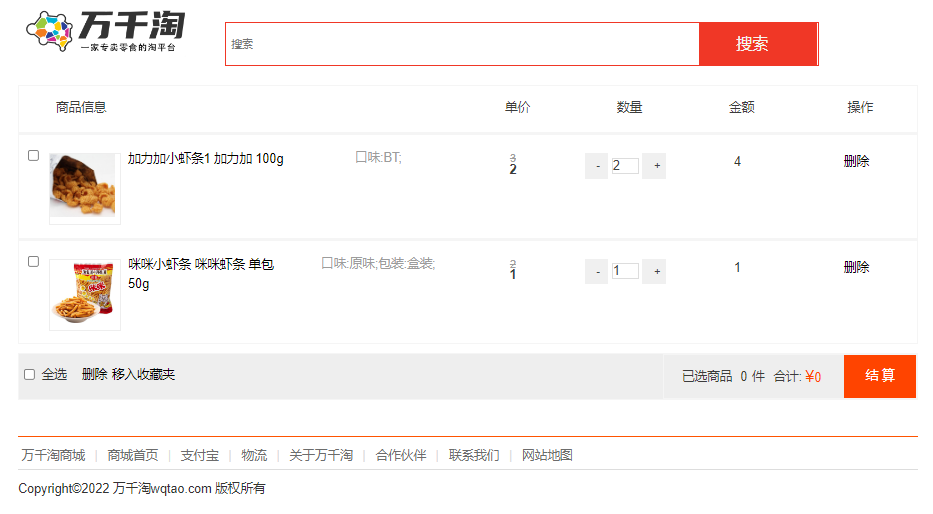 万千淘
一家专卖零食的淘平台
搜索 搜索
商品信息 单价 数量 金额 操作
加力加小虾条1 加力加 100g 口味:BT; 3 - 2 + 4 删除
2
咪咪小虾条 咪咪虾条 单包 口味:原味;包装:盒装; 2 - 1 + 1 删除
50g 1
咪咪
全选 删除 移入收藏夹 已选商品 0 件 合计: ¥0 结 算
万千淘商城 | 商城首页 | 支付宝 | 物流 | 关于万千淘 | 合作伙伴 | 联系我们 | 网站地图
Copyright©2022 万千淘wqtao.com 版权所有